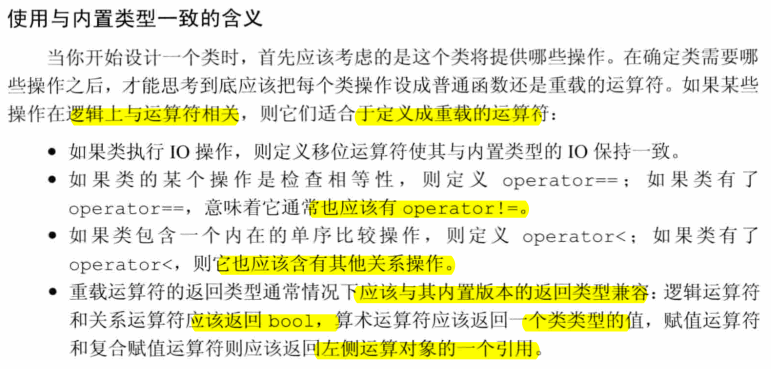 使用与内置类型一致的含义
当你开始设计一个类时，首先应该考虑的是这个类将提供哪些操作。在确定类需要哪
些操作之后，才能思考到底应该把每个类操作设成普通函数还是重载的运算符。如果某些
操作在逻辑上与运算符相关，则它们适合于定义成重载的运算符：
● 如果类执行 IO 操作，则定义移位运算符使其与内置类型的 IO 保持一致。
● 如果类的某个操作是检查相等性，则定义 operator==；如果类有了
operator==，意味着它通常也应该有 operator!=。
● 如果类包含一个内在的单序比较操作，则定义 operator<；如果类有了
operator<，则它也应该含有其他关系操作。
● 重载运算符的返回类型通常情况下应该与其内置版本的返回类型兼容：逻辑运算符
和关系运算符应该返回 bool，算术运算符应该返回一个类类型的值，赋值运算符
和复合赋值运算符则应该返回左侧运算对象的一个引用。